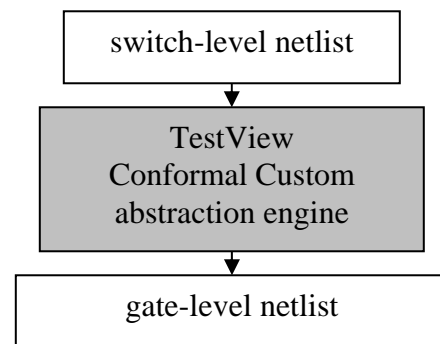 switch-level netlist
TestView
Conformal Custom
abstraction engine
gate-level netlist